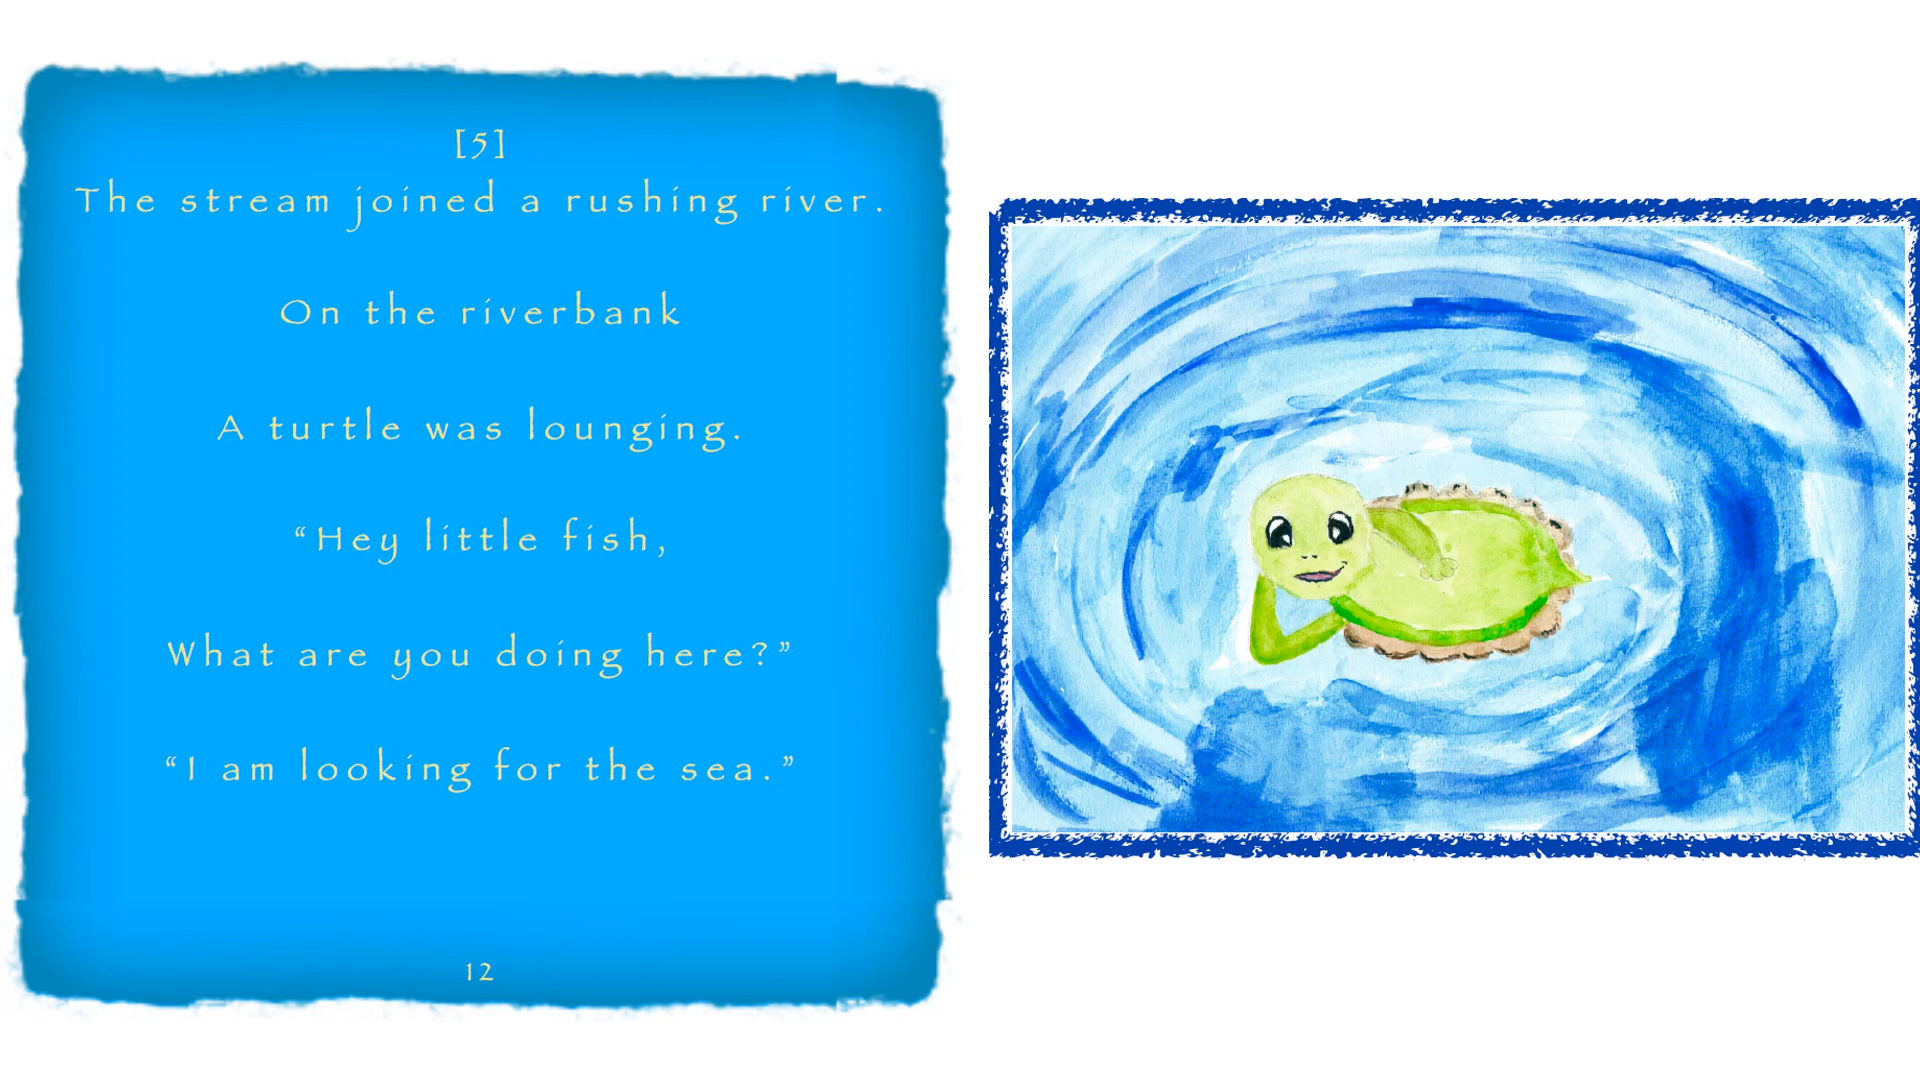 [5]
The stream joined a rushing river.
On the riverbank
A turtle was lounging.
“Hey little fish,
What are you doing here?”
“I am looking for the sea.”
12